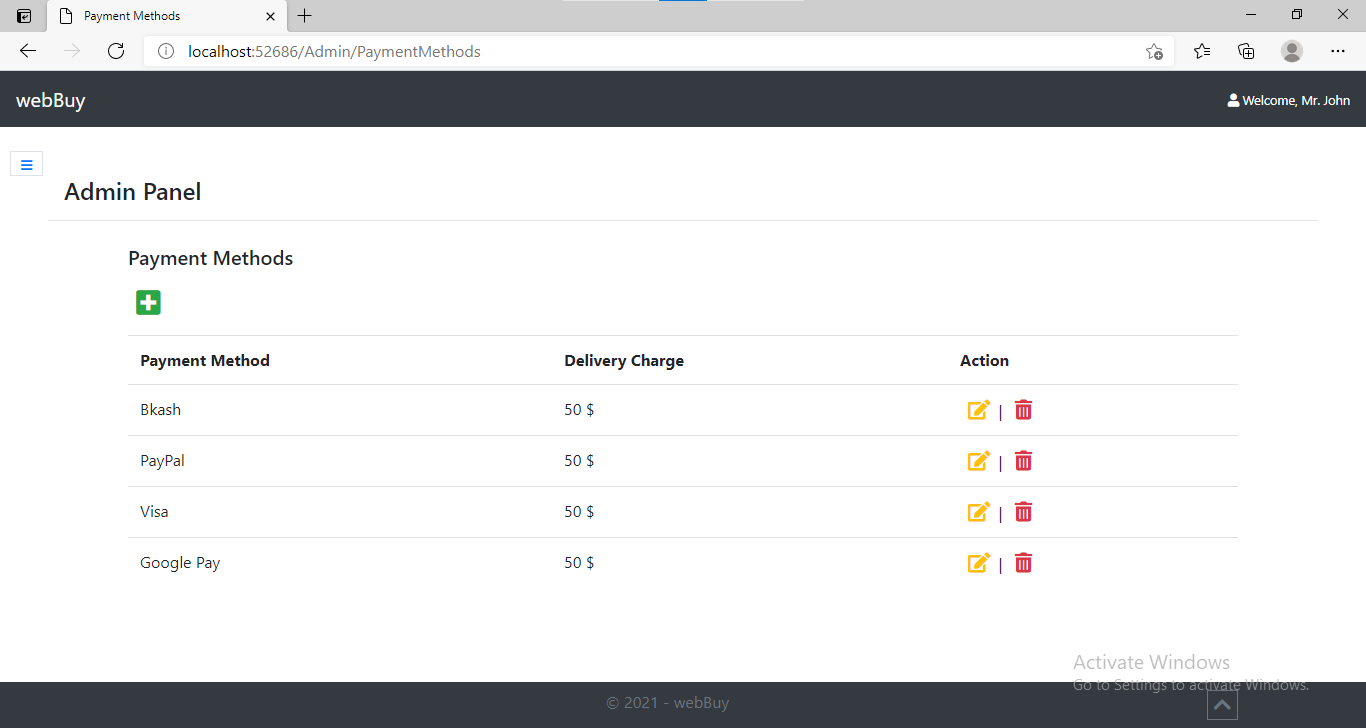 Payment Methods
localhost:52686/Admin/PaymentMethods
webBuy
Welcome, Mr. John
Admin Panel
Payment Methods
Payment Method Delivery Charge Action
Bkash 50 $ |
PayPal 50 $ |
Visa 50 $ |
Google Pay 50 $ |
Activate Windows
Go to Settings to activate Windows.
© 2021 - webBuy